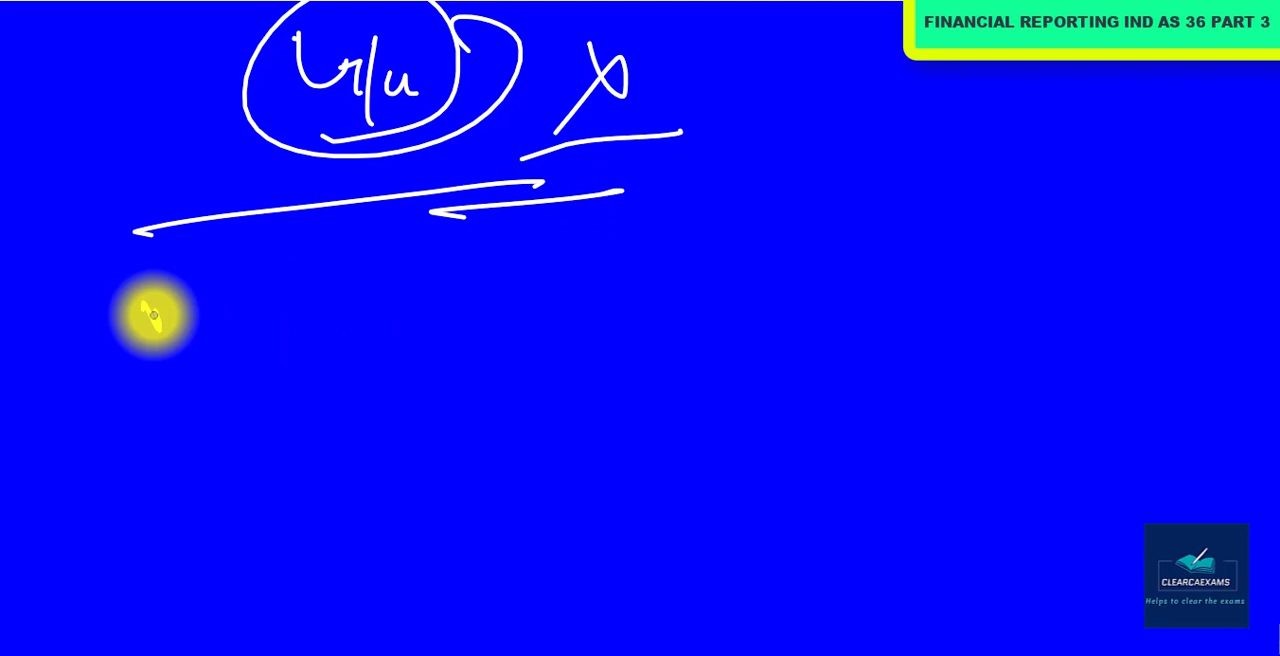 FINANCIAL REPORTING IND AS 36 PART 3
CLEARCAEXAMS
Helps to clear the exams